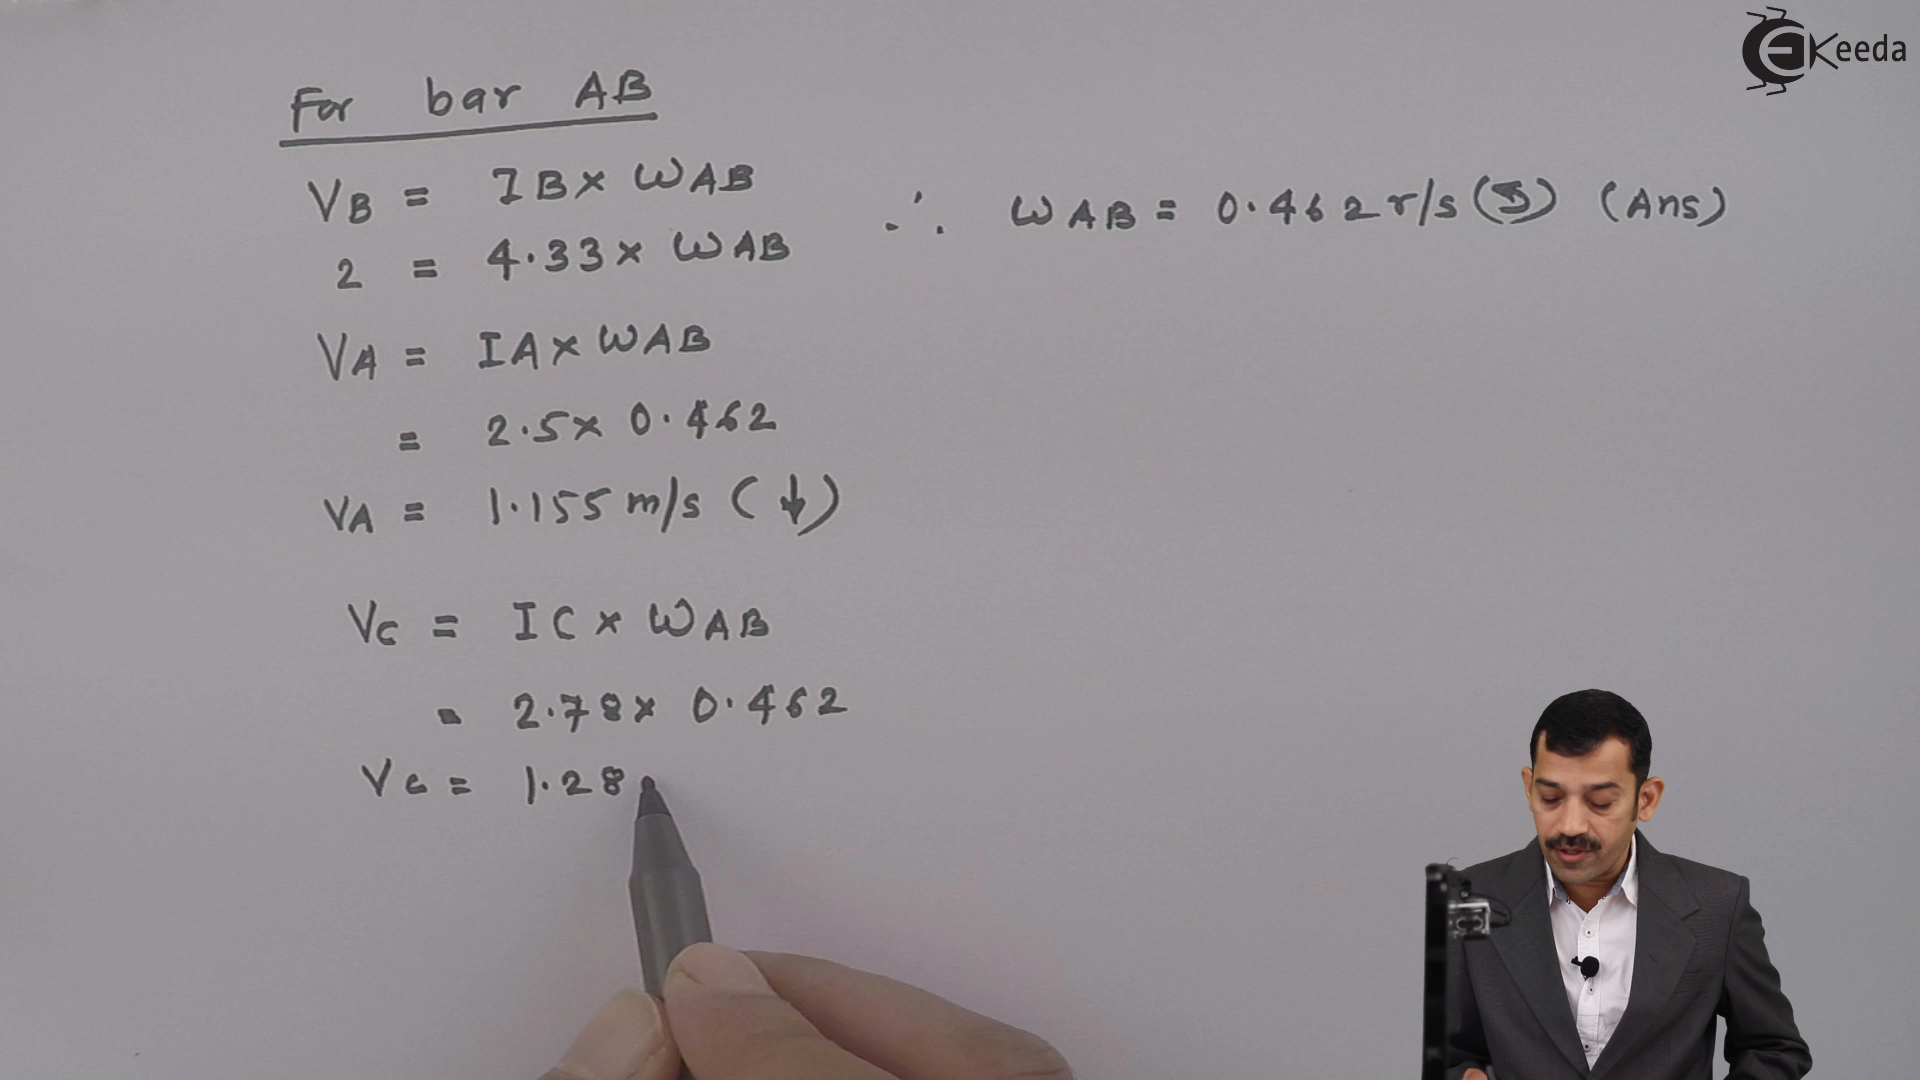 Keeda
For bar AB
VB = IB× ωAB
2 = 4.33× ωAB
∴ ωAB = 0.462 r/s (↺) (Ans)
VA = IA× ωAB
= 2.5× 0.462
VA = 1.155 m/s (↓)
VC = IC × ωAB
= 2.78× 0.462
VC = 1.28